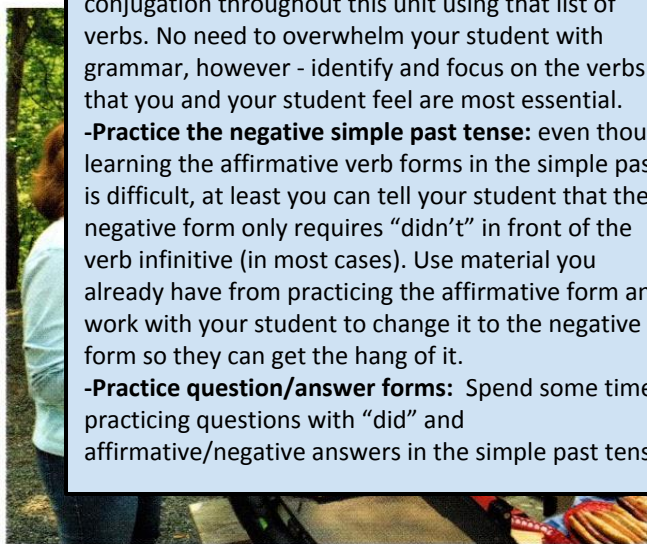 conjugation throughout this unit using that list of
verbs. No need to overwhelm your student with
grammar, however - identify and focus on the verbs
that you and your student feel are most essential.
-Practice the negative simple past tense: even thou
learning the affirmative verb forms in the simple pas
is difficult, at least you can tell your student that the
negative form only requires “didn’t” in front of the
verb infinitive (in most cases). Use material you
already have from practicing the affirmative form an
work with your student to change it to the negative
form so they can get the hang of it.
-Practice question/answer forms: Spend some time
practicing questions with “did” and
affirmative/negative answers in the simple past tens